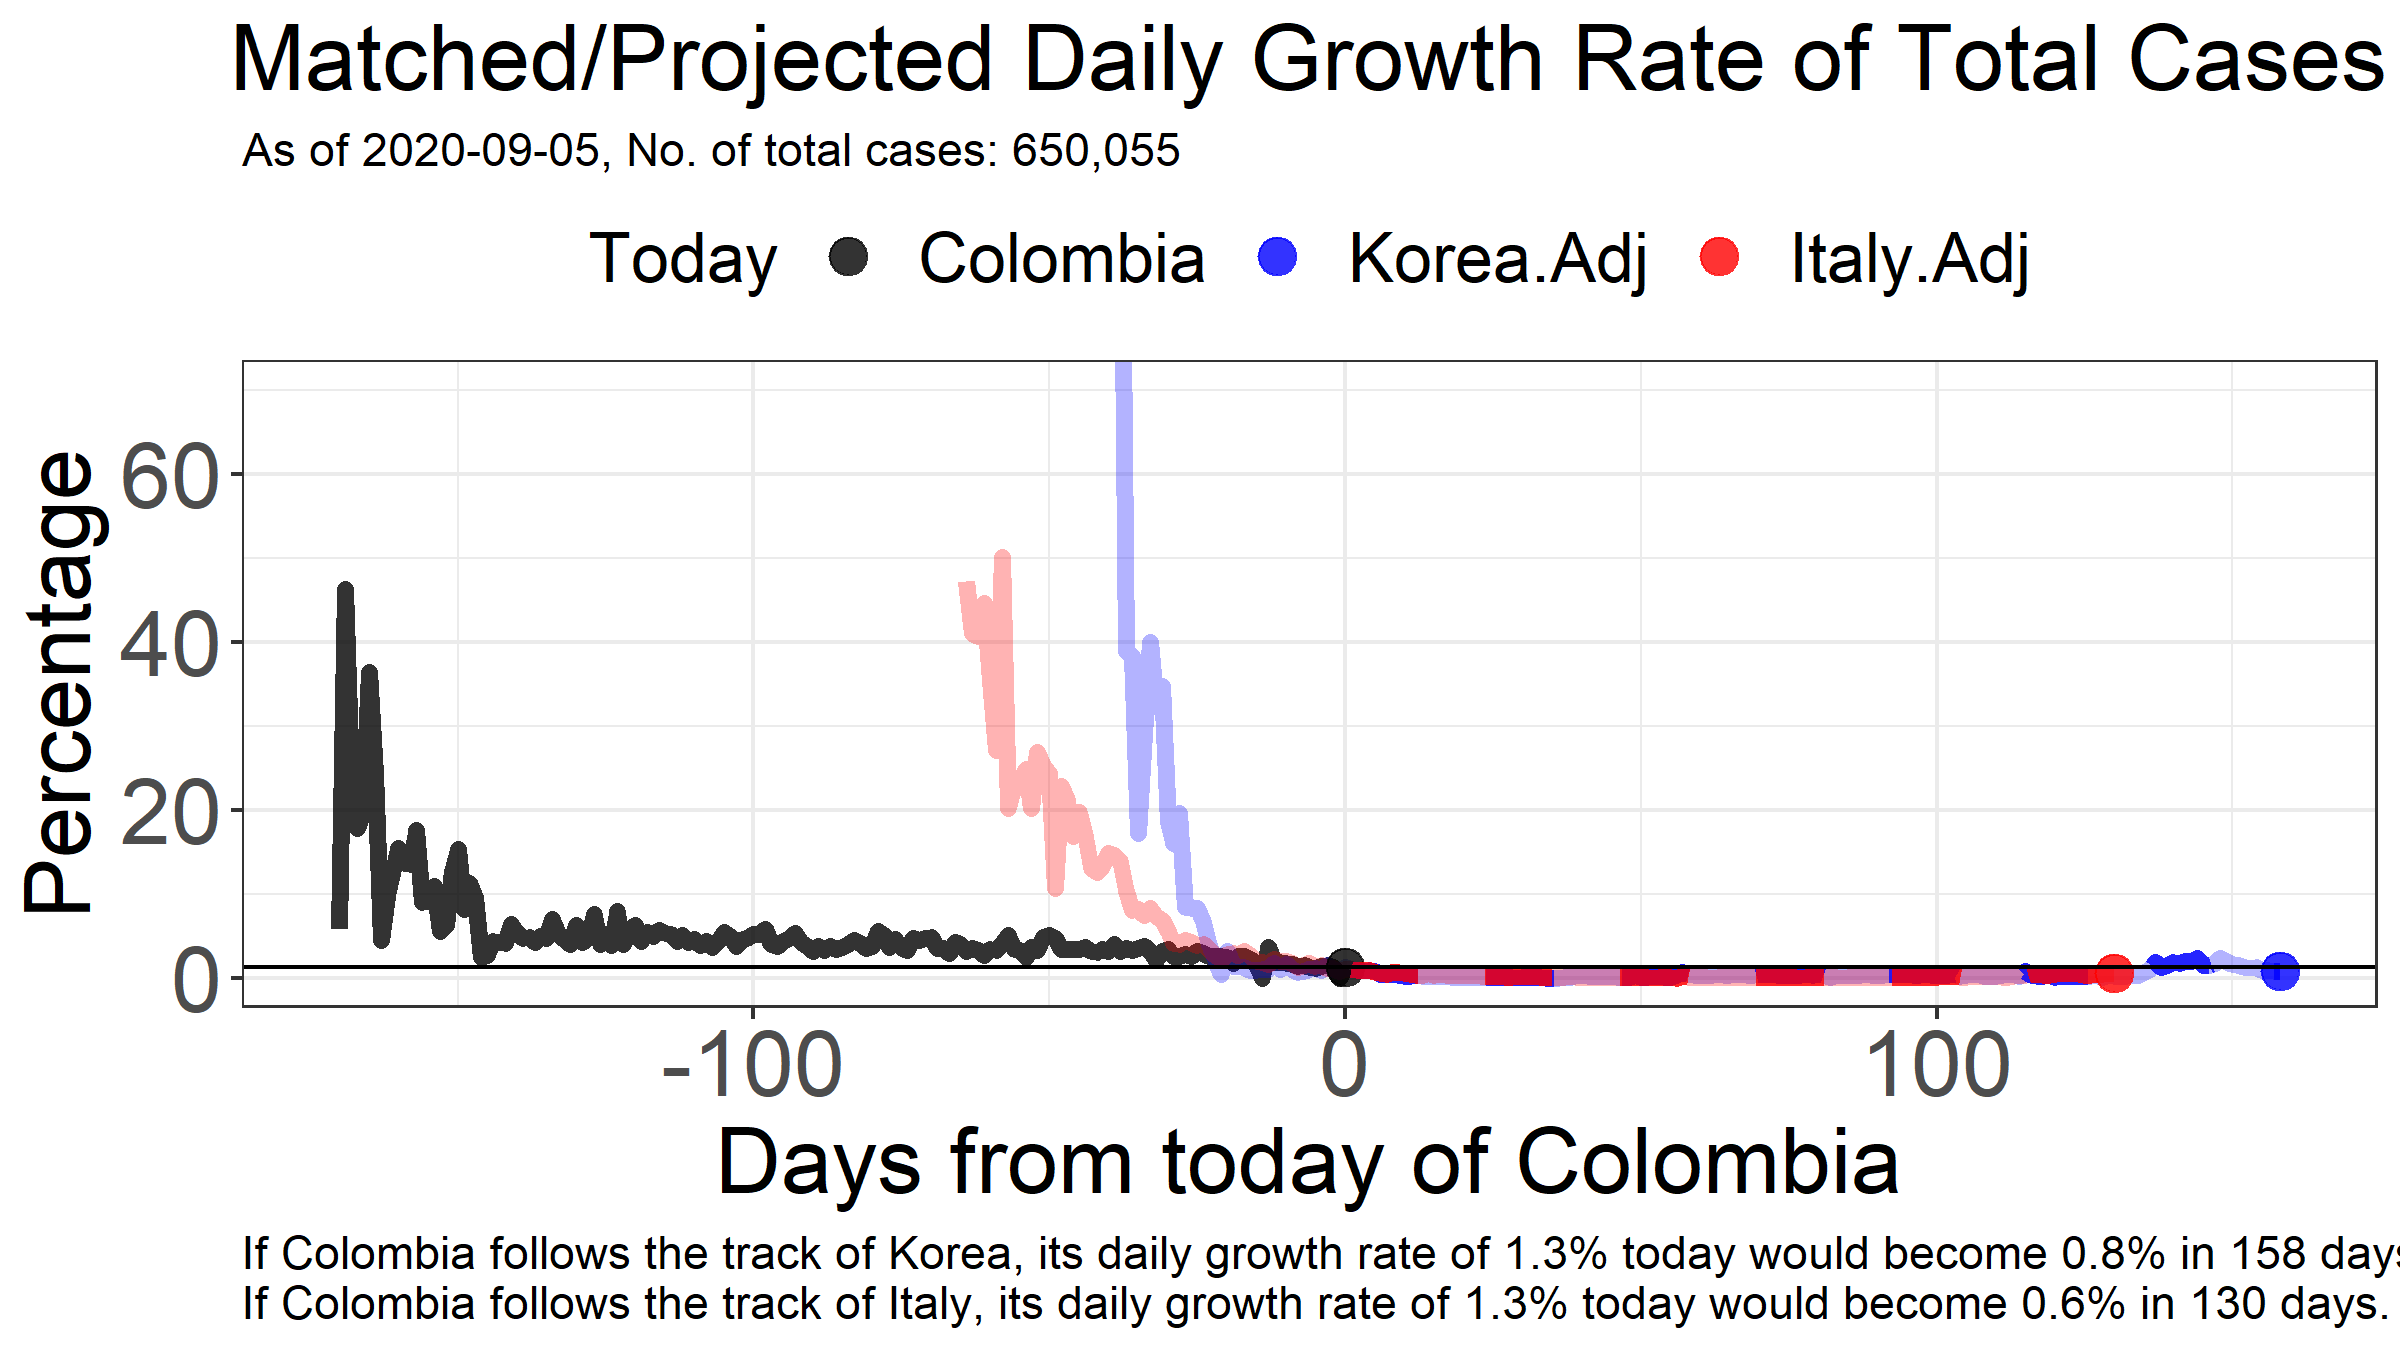 Matched/Projected Daily Growth Rate of Total Cases
As of 2020-09-05, No. of total cases: 650,055
Today Colombia Korea.Adj Italy.Adj
Percentage
60
40
20
0
-100 0 100
Days from today of Colombia
If Colombia follows the track of Korea, its daily growth rate of 1.3% today would become 0.8% in 158 days
If Colombia follows the track of Italy, its daily growth rate of 1.3% today would become 0.6% in 130 days.